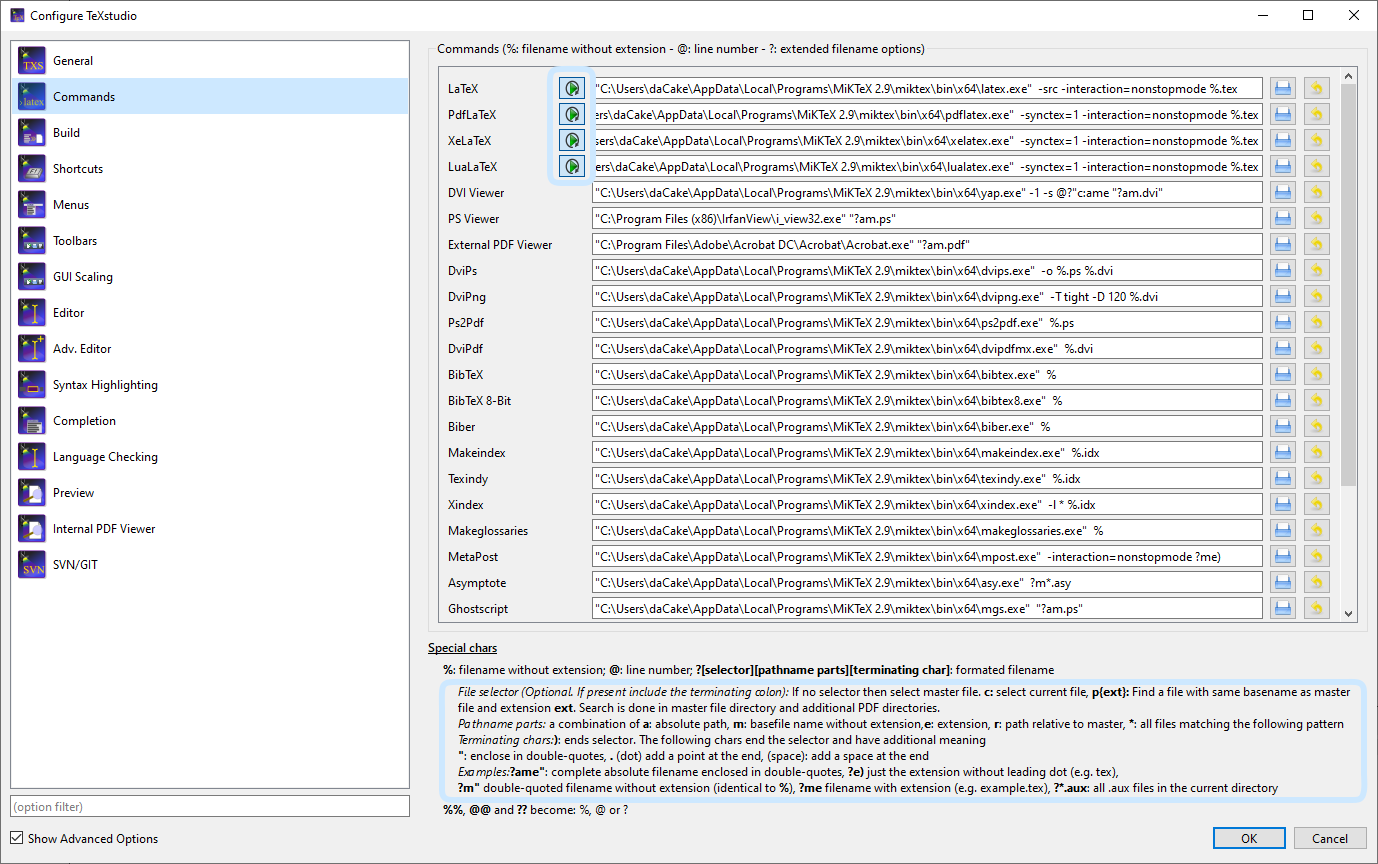 Configure TeXstudio
General
Commands
Build
Shortcuts
Menus
Toolbars
GUI Scaling
Editor
Adv. Editor
Syntax Highlighting
Completion
Language Checking
Preview
Internal PDF Viewer
SVN/GIT
(option filter)
Show Advanced Options
Commands (%: filename without extension - @: line number - ?: extended filename options)
LaTeX "C:\Users\daCake\AppData\Local\Programs\MiKTeX 2.9\miktex\bin\x64\latex.exe" -src -interaction=nonstopmode %.tex
PdfLaTeX ers\daCake\AppData\Local\Programs\MiKTeX 2.9\miktex\bin\x64\pdflatex.exe" -synctex=1 -interaction=nonstopmode %.tex
XeLaTeX sers\daCake\AppData\Local\Programs\MiKTeX 2.9\miktex\bin\x64\xelatex.exe" -synctex=1 -interaction=nonstopmode %.tex
LuaLaTeX ers\daCake\AppData\Local\Programs\MiKTeX 2.9\miktex\bin\x64\lualatex.exe" -synctex=1 -interaction=nonstopmode %.tex
DVI Viewer "C:\Users\daCake\AppData\Local\Programs\MiKTeX 2.9\miktex\bin\x64\yap.exe" -1 -s @?"c:ame "?am.dvi"
PS Viewer "C:\Program Files (x86)\IrfanView\i_view32.exe" "?am.ps"
External PDF Viewer "C:\Program Files\Adobe\Acrobat DC\Acrobat\Acrobat.exe" "?am.pdf"
DviPs "C:\Users\daCake\AppData\Local\Programs\MiKTeX 2.9\miktex\bin\x64\dvips.exe" -o %.ps %.dvi
DviPng "C:\Users\daCake\AppData\Local\Programs\MiKTeX 2.9\miktex\bin\x64\dvipng.exe" -T tight -D 120 %.dvi
Ps2Pdf "C:\Users\daCake\AppData\Local\Programs\MiKTeX 2.9\miktex\bin\x64\ps2pdf.exe" %.ps
DviPdf "C:\Users\daCake\AppData\Local\Programs\MiKTeX 2.9\miktex\bin\x64\dvipdfmx.exe" %.dvi
BibTeX "C:\Users\daCake\AppData\Local\Programs\MiKTeX 2.9\miktex\bin\x64\bibtex.exe" %
BibTeX 8-Bit "C:\Users\daCake\AppData\Local\Programs\MiKTeX 2.9\miktex\bin\x64\bibtex8.exe" %
Biber "C:\Users\daCake\AppData\Local\Programs\MiKTeX 2.9\miktex\bin\x64\biber.exe" %
Makeindex "C:\Users\daCake\AppData\Local\Programs\MiKTeX 2.9\miktex\bin\x64\makeindex.exe" %.idx
Texindy "C:\Users\daCake\AppData\Local\Programs\MiKTeX 2.9\miktex\bin\x64\texindy.exe" %.idx
Xindex "C:\Users\daCake\AppData\Local\Programs\MiKTeX 2.9\miktex\bin\x64\xindex.exe" -l * %.idx
Makeglossaries "C:\Users\daCake\AppData\Local\Programs\MiKTeX 2.9\miktex\bin\x64\makeglossaries.exe" %
MetaPost "C:\Users\daCake\AppData\Local\Programs\MiKTeX 2.9\miktex\bin\x64\mpost.exe" -interaction=nonstopmode ?me)
Asymptote "C:\Users\daCake\AppData\Local\Programs\MiKTeX 2.9\miktex\bin\x64\asy.exe" ?m*.asy
Ghostscript "C:\Users\daCake\AppData\Local\Programs\MiKTeX 2.9\miktex\bin\x64\mgs.exe" "?am.ps"
Special chars
%: filename without extension; @: line number; ?[selector][pathname parts][terminating char]: formated filename
File selector (Optional. If present include the terminating colon): If no selector then select master file. c: select current file, p{ext}: Find a file with same basename as master
file and extension ext. Search is done in master file directory and additional PDF directories.
Pathname parts: a combination of a: absolute path, m: basefile name without extension,e: extension, r: path relative to master, *: all files matching the following pattern
Terminating chars:): ends selector. The following chars end the selector and have additional meaning
": enclose in double-quotes, . (dot) add a point at the end, (space): add a space at the end
Examples:?ame": complete absolute filename enclosed in double-quotes, ?e) just the extension without leading dot (e.g. tex),
?m" double-quoted filename without extension (identical to %), ?me filename with extension (e.g. example.tex), ?*.aux: all .aux files in the current directory
%%, @@ and ?? become: %, @ or ?
OK
Cancel